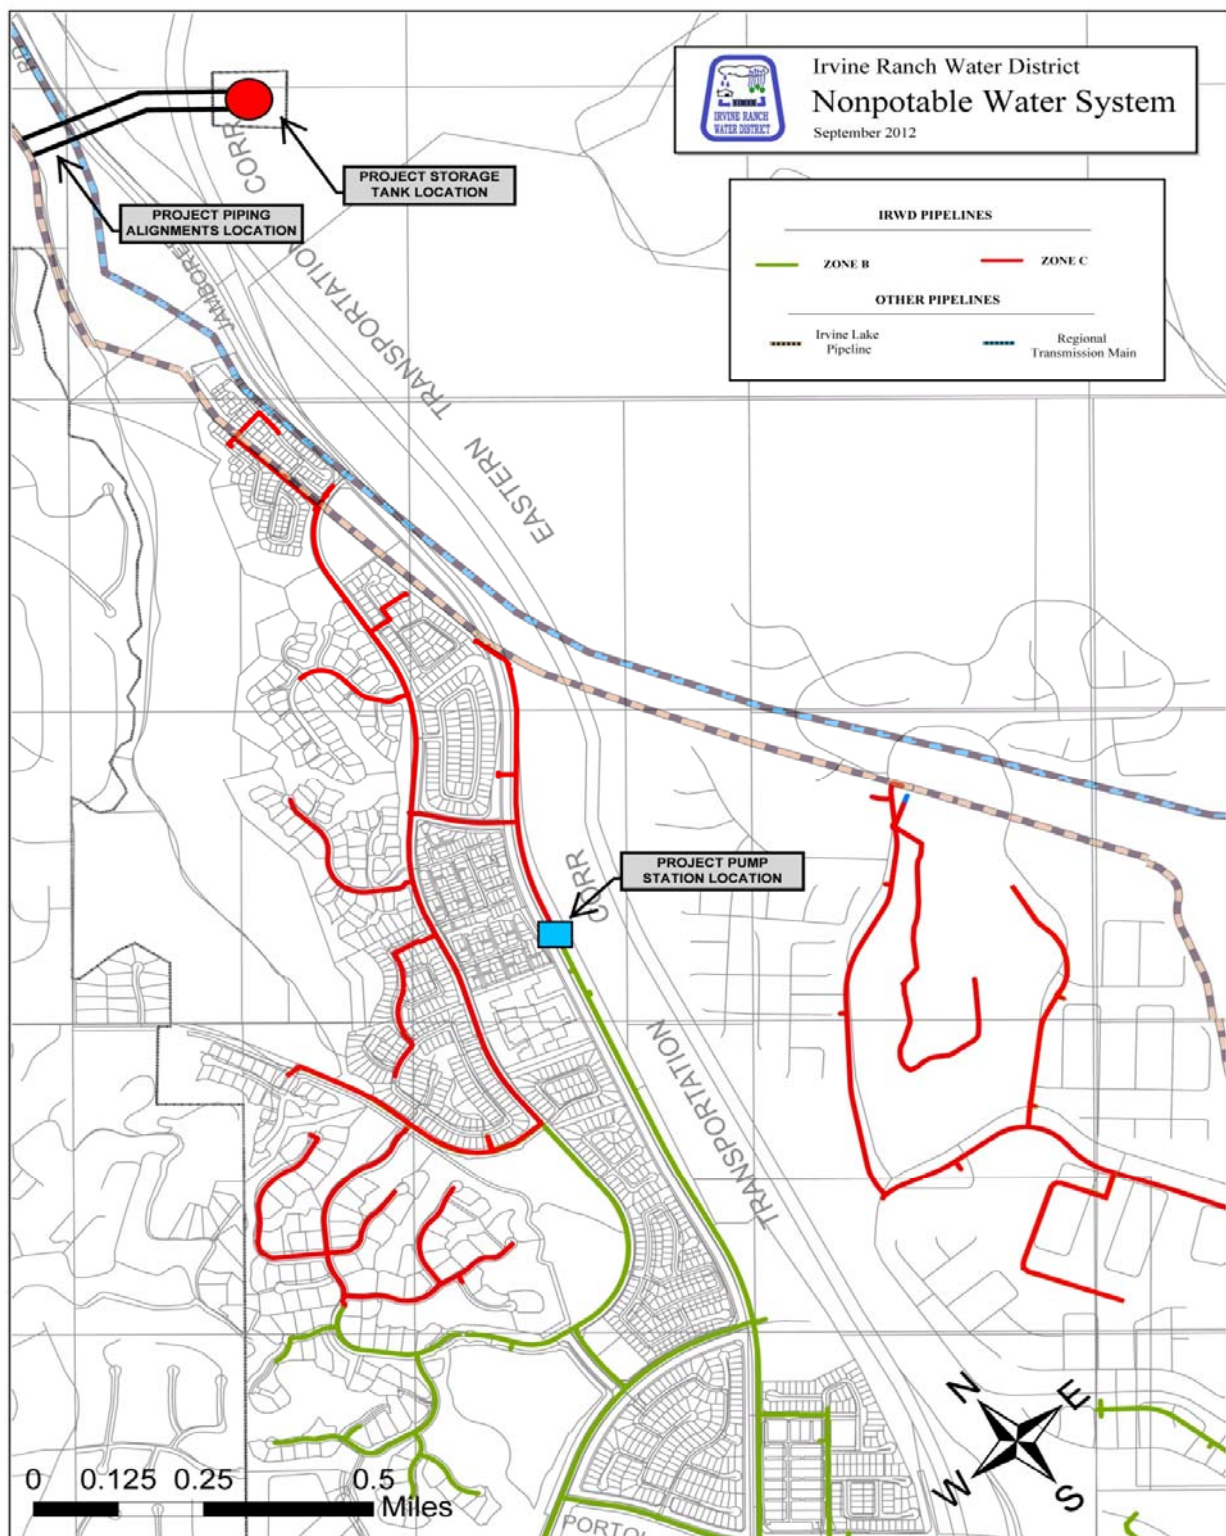 Irvine Ranch Water District
Nonpotable Water System
September 2012
IRVINE RANCH
WATER DISTRICT
IRWD PIPELINES
ZONE B
ZONE C
OTHER PIPELINES
Irvine Lake
Pipeline
Regional
Transmission Main
RD
PROJECT STORAGE
TANK LOCATION
PROJECT PIPING
ALIGNMENTS LOCATION
CORR
JAMBOREE
TRANSPORTATION
EASTERN
PROJECT PUMP
STATION LOCATION
CORR
TRANSPORTATION
N
E
W
S
0 0.125 0.25 0.5
Miles
PORTOL